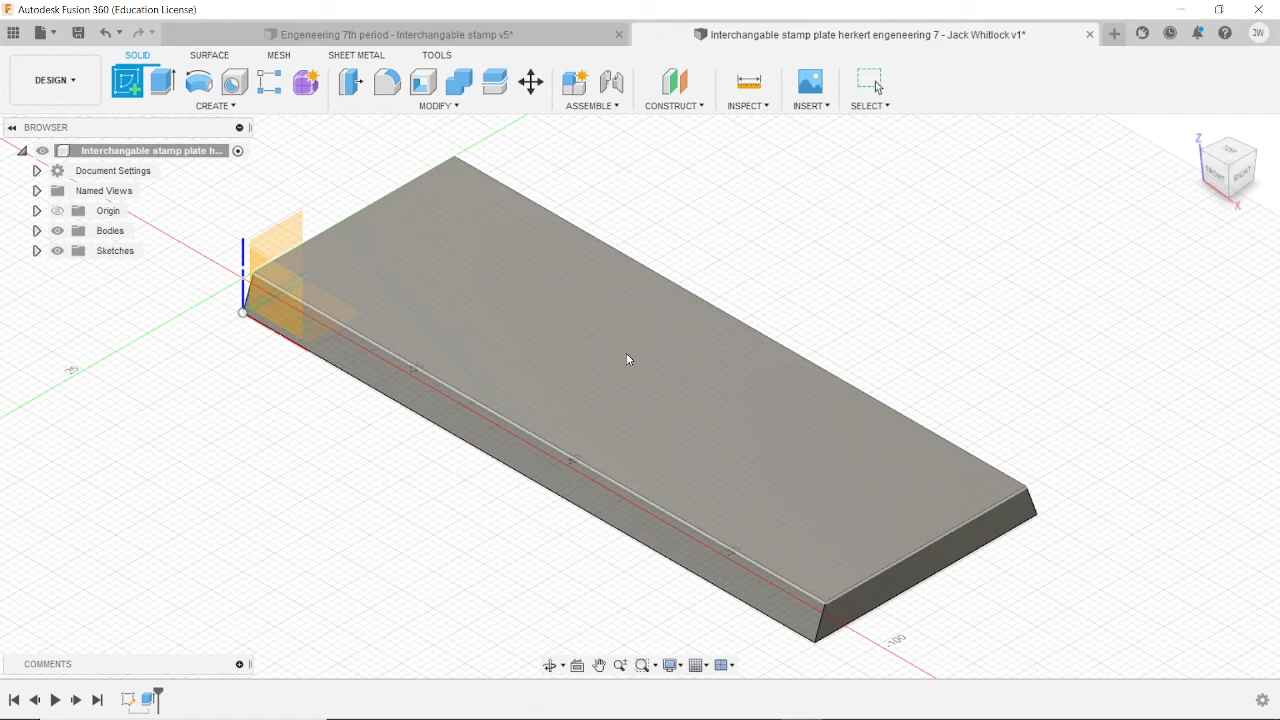 Autodesk Fusion 360 (Education License)
Engeneering 7th period - Interchangable stamp v5*
Interchangable stamp plate herkert engeneering 7 - Jack Whitlock v1*
JW
DESIGN
SOLID
SURFACE
MESH
SHEET METAL
TOOLS
CREATE
MODIFY
ASSEMBLE
CONSTRUCT
INSPECT
INSERT
SELECT
BROWSER
Interchangable stamp plate h...
Document Settings
Named Views
Origin
Bodies
Sketches
Z
TOP
FRONT
RIGHT
X
-100
COMMENTS